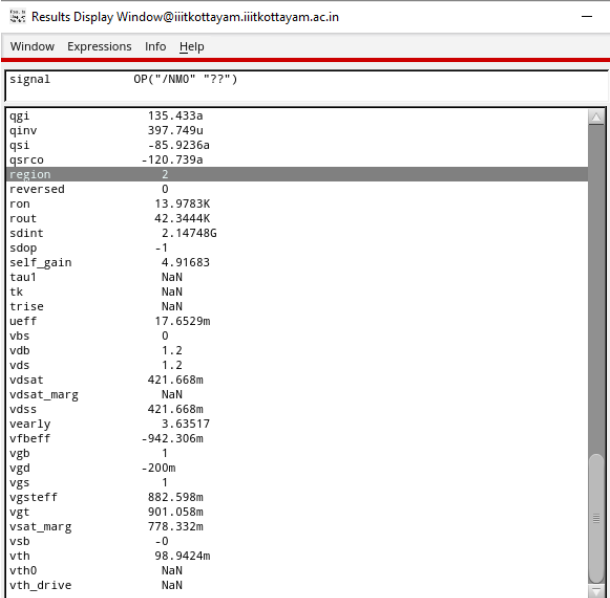 Results Display Window@iiitkottayam.iiitkottayam.ac.in
Window Expressions Info Help
signal OP("/NM0" "??")
qgi 135.433a
qinv 397.749u
qsi -85.9236a
qsrco -120.739a
region 2
reversed 0
ron 13.9783K
rout 42.3444K
sdint 2.14748G
sdop -1
self_gain 4.91683
tau1 NaN
tk NaN
trise NaN
ueff 17.6529m
vbs 0
vdb 1.2
vds 1.2
vdsat 421.668m
vdsat_marg NaN
vdss 421.668m
vearly 3.63517
vfbeff -942.306m
vgb 1
vgd -200m
vgs 1
vgsteff 882.598m
vgt 901.058m
vsat_marg 778.332m
vsb -0
vth 98.9424m
vth0 NaN
vth_drive NaN